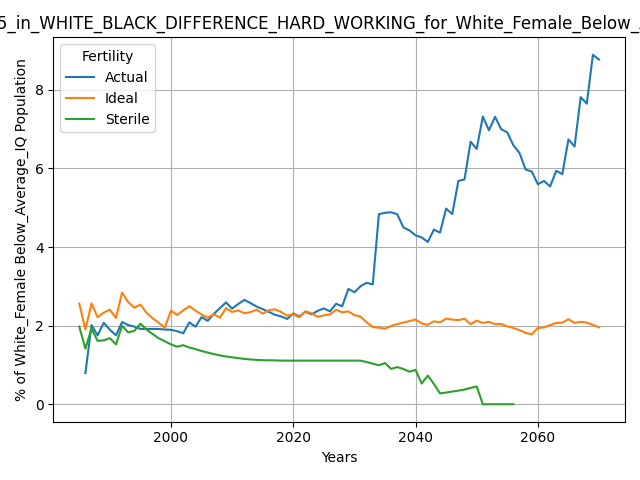 5_in_WHITE_BLACK_DIFFERENCE_HARD_WORKING_for_White_Female_Below_
Fertility
Actual
Ideal
Sterile
% of White_Female Below_Average_IQ Population
8
6
4
2
0
2000 2020 2040 2060
Years